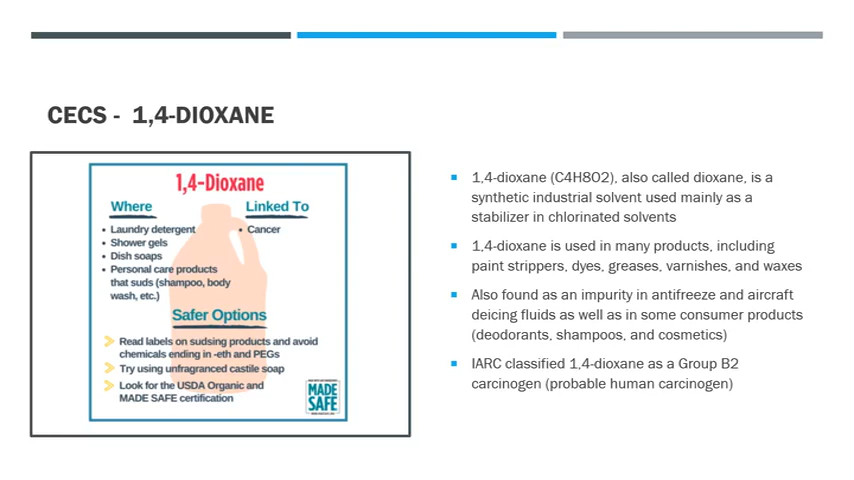 CECS - 1,4-DIOXANE
1,4-Dioxane
Where
• Laundry detergent
• Shower gels
• Dish soaps
• Personal care products
that suds (shampoo, body
wash, etc.)
Linked To
• Cancer
Safer Options
Read labels on sudsing products and avoid
chemicals ending in -eth and PEGs
Try using unfragranced castile soap
Look for the USDA Organic and
MADE SAFE certification
MADE
SAFE
1,4-dioxane (C4H8O2), also called dioxane, is a
synthetic industrial solvent used mainly as a
stabilizer in chlorinated solvents
1,4-dioxane is used in many products, including
paint strippers, dyes, greases, varnishes, and waxes
Also found as an impurity in antifreeze and aircraft
deicing fluids as well as in some consumer products
(deodorants, shampoos, and cosmetics)
IARC classified 1,4-dioxane as a Group B2
carcinogen (probable human carcinogen)